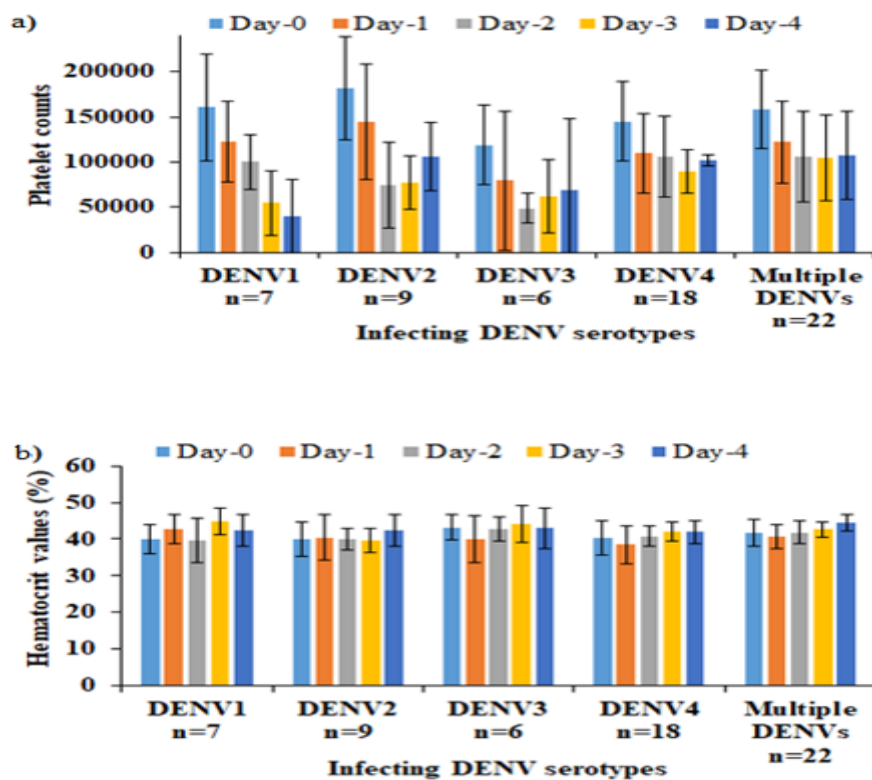 a)
Day-0 Day-1 Day-2 Day-3 Day-4
Platelet counts
200000
150000
100000
50000
0
DENV1 DENV2 DENV3 DENV4 Multiple
n=7 n=9 n=6 n=18 DENVs
n=22
Infecting DENV serotypes
b)
Day-0 Day-1 Day-2 Day-3 Day-4
Hematocrit values (%)
60
50
40
30
20
10
0
DENV1 DENV2 DENV3 DENV4 Multiple
n=7 n=9 n=6 n=18 DENVs
n=22
Infecting DENV serotypes